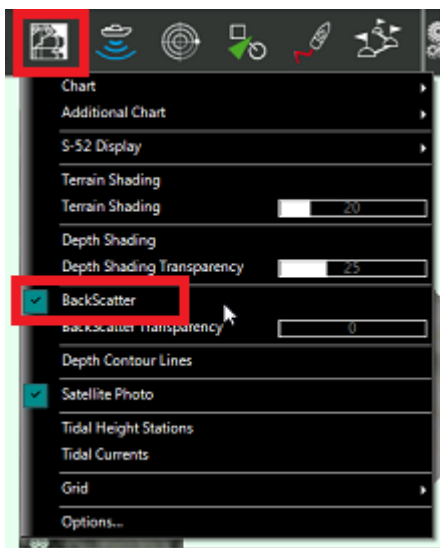 Chart
Additional Chart
S-52 Display
Terrain Shading
Terrain Shading 20
Depth Shading
Depth Shading Transparency 25
BackScatter
BackScatter Transparency 0
Depth Contour Lines
Satellite Photo
Tidal Height Stations
Tidal Currents
Grid
Options...